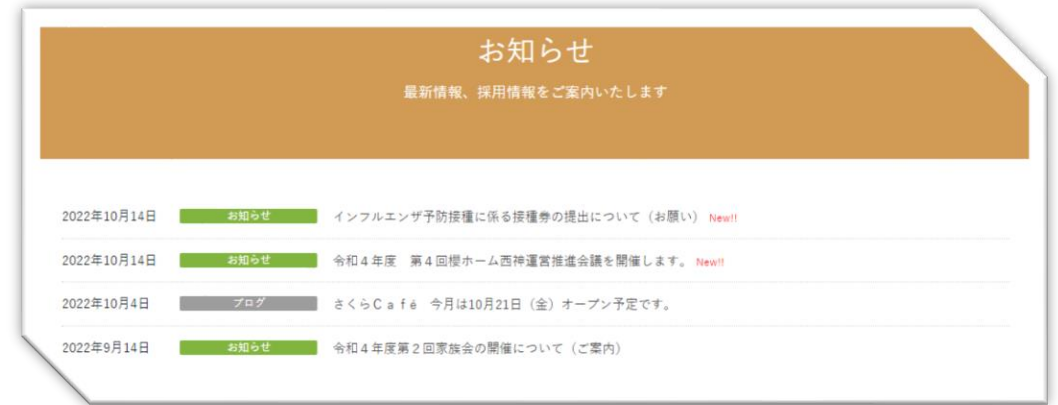 お知らせ
最新情報、採用情報をご案内いたします
2022年10月14日 お知らせ インフルエンザ予防接種に係る接種券の提出について（お願い） New!!
2022年10月14日 お知らせ 令和４年度　第４回櫻ホーム西神運営推進会議を開催します。 New!!
2022年10月4日 ブログ さくらＣａｆé　今月は10月21日（金）オープン予定です。
2022年9月14日 お知らせ 令和４年度第２回家族会の開催について（ご案内）